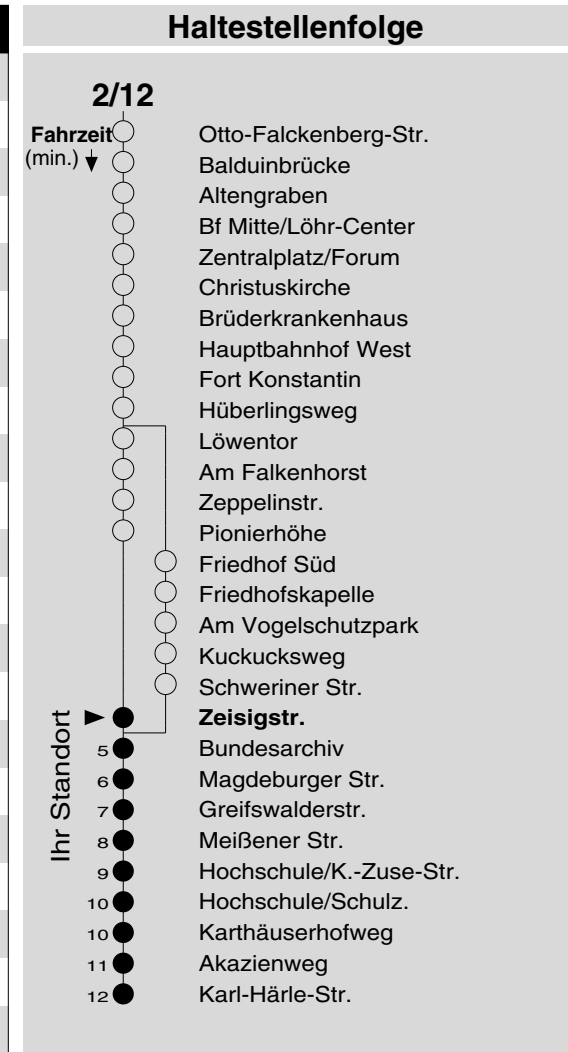 Haltestellenfolge
2/12
Fahrzeit
(min.)
Otto-Falckenberg-Str.
Balduinbrücke
Altengraben
Bf Mitte/Löhr-Center
Zentralplatz/Forum
Christuskirche
Brüderkrankenhaus
Hauptbahnhof West
Fort Konstantin
Hüberlingsweg
Löwentor
Am Falkenhorst
Zeppelinstr.
Pionierhöhe
Friedhof Süd
Friedhofskapelle
Am Vogelschutzpark
Kuckucksweg
Schweriner Str.
Ihr Standort
Zeisigstr.
5 Bundesarchiv
6 Magdeburger Str.
7 Greifswalderstr.
8 Meißener Str.
9 Hochschule/K.-Zuse-Str.
10 Hochschule/Schulz.
10 Karthäuserhofweg
11 Akazienweg
12 Karl-Härle-Str.